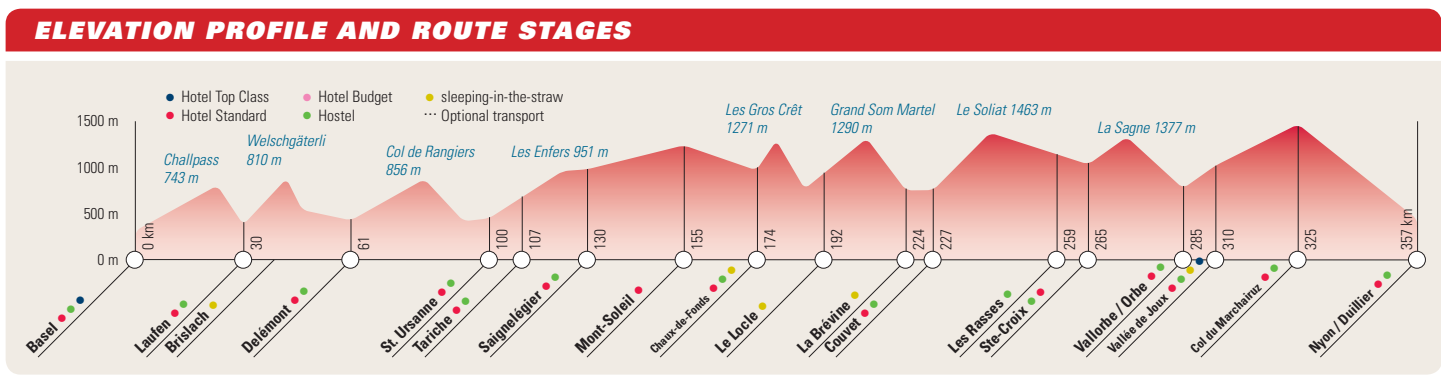 ELEVATION PROFILE AND ROUTE STAGES
Hotel Top Class
Hotel Budget
sleeping-in-the-straw
Hotel Standard
Hostel
··· Optional transport
1500 m
1000 m
500 m
0 m
Challpass
743 m
Welschgäterli
810 m
Col de Rangiers
856 m
Les Enfers 951 m
Les Gros Crêt
1271 m
Grand Som Martel
1290 m
Le Soliat 1463 m
La Sagne 1377 m
0 km
30
61
100
107
130
155
174
192
224
227
259
265
285
310
325
357 km
Basel
Laufen
Brislach
Delémont
St. Ursanne
Tariche
Saignelégier
Mont-Soleil
Chaux-de-Fonds
Le Locle
La Brévine
Couvet
Les Rasses
Ste-Croix
Vallorbe / Orbe
Vallée de Joux
Col du Marchairuz
Nyon / Duillier